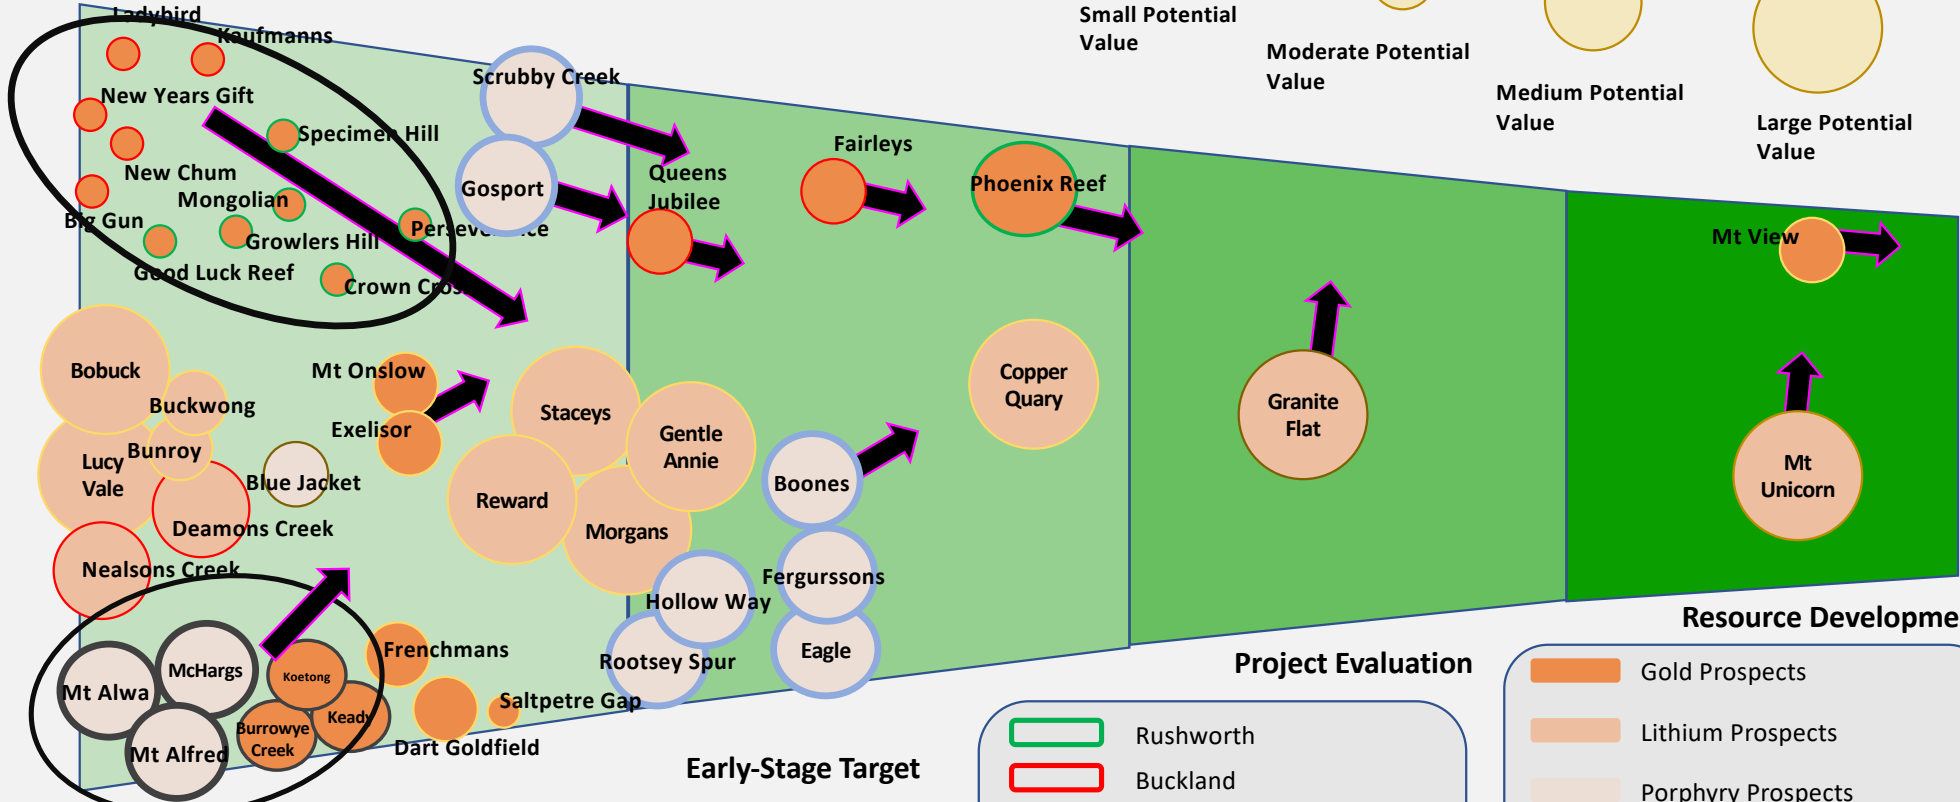 Ladybird
Kaufmanns
New Years Gift
Specimen Hill
New Chum
Mongolian
Big Gun
Growlers Hill
Perseverance
Good Luck Reef
Crown Cross
Scrubby Creek
Gosport
Queens
Jubilee
Fairleys
Phoenix Reef
Mt View
Small Potential
Value
Moderate Potential
Value
Medium Potential
Value
Large Potential
Value
Bobuck
Buckwong
Bunroy
Lucy
Vale
Blue Jacket
Deamons Creek
Nealsons Creek
Mt Onslow
Exelisor
Staceys
Gentle
Annie
Reward
Morgans
Boones
Fergurssons
Hollow Way
Rootsey Spur
Eagle
Copper
Quary
Granite
Flat
Mt
Unicorn
McHargs
Mt Alwa
Mt Alfred
Koetong
Keady
Burrowye
Creek
Frenchmans
Saltpetre Gap
Dart Goldfield
Early-Stage Target
Project Evaluation
Resource Developme
Rushworth
Buckland
Gold Prospects
Lithium Prospects
Porphyry Prospects